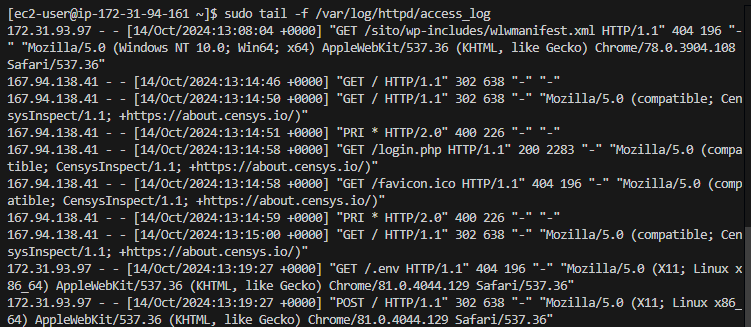 [ec2-user@ip-172-31-94-161 ~]$ sudo tail -f /var/log/httpd/access_log
172.31.93.97 - - [14/Oct/2024:13:08:04 +0000] "GET /sito/wp-includes/wlwmanifest.xml HTTP/1.1" 404 196 "-
" "Mozilla/5.0 (Windows NT 10.0; Win64; x64) AppleWebKit/537.36 (KHTML, like Gecko) Chrome/78.0.3904.108
Safari/537.36"
167.94.138.41 - - [14/Oct/2024:13:14:46 +0000] "GET / HTTP/1.1" 302 638 "-" "-"
167.94.138.41 - - [14/Oct/2024:13:14:50 +0000] "GET / HTTP/1.1" 302 638 "-" "Mozilla/5.0 (compatible; Cen
sysInspect/1.1; +https://about.censys.io/)"
167.94.138.41 - - [14/Oct/2024:13:14:51 +0000] "PRI * HTTP/2.0" 400 226 "-" "-"
167.94.138.41 - - [14/Oct/2024:13:14:58 +0000] "GET /login.php HTTP/1.1" 200 2283 "-" "Mozilla/5.0 (compa
tible; CensysInspect/1.1; +https://about.censys.io/)"
167.94.138.41 - - [14/Oct/2024:13:14:58 +0000] "GET /favicon.ico HTTP/1.1" 404 196 "-" "Mozilla/5.0 (comp
atible; CensysInspect/1.1; +https://about.censys.io/)"
167.94.138.41 - - [14/Oct/2024:13:14:59 +0000] "PRI * HTTP/2.0" 400 226 "-" "-"
167.94.138.41 - - [14/Oct/2024:13:15:00 +0000] "GET / HTTP/1.1" 302 638 "-" "Mozilla/5.0 (compatible; Cen
sysInspect/1.1; +https://about.censys.io/)"
172.31.93.97 - - [14/Oct/2024:13:19:27 +0000] "GET /.env HTTP/1.1" 404 196 "-" "Mozilla/5.0 (X11; Linux x
86_64) AppleWebKit/537.36 (KHTML, like Gecko) Chrome/81.0.4044.129 Safari/537.36"
172.31.93.97 - - [14/Oct/2024:13:19:27 +0000] "POST / HTTP/1.1" 302 638 "-" "Mozilla/5.0 (X11; Linux x86_
64) AppleWebKit/537.36 (KHTML, like Gecko) Chrome/81.0.4044.129 Safari/537.36"